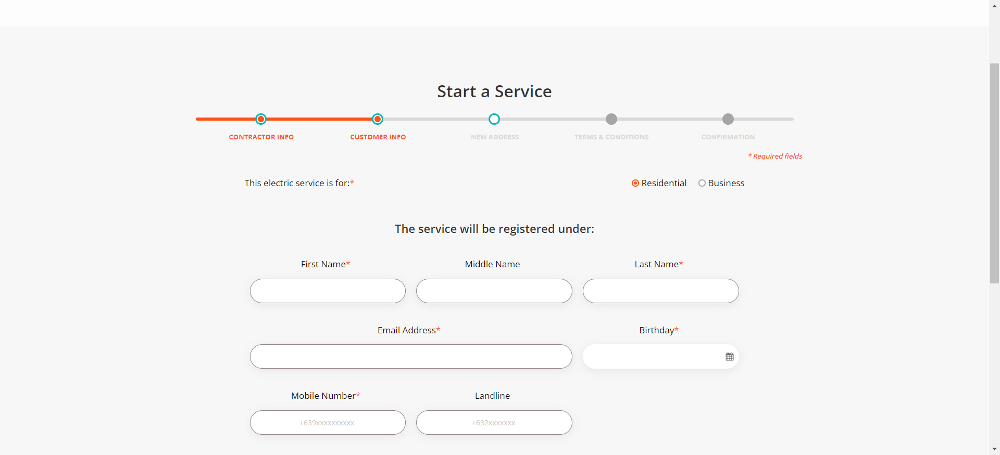 Start a Service
CONTRACTOR INFO CUSTOMER INFO NEW ADDRESS TERMS & CONDITIONS CONFIRMATION
* Required fields
This electric service is for:* Residential Business
The service will be registered under:
First Name* Middle Name Last Name*
Email Address* Birthday*
Mobile Number* Landline
+639xxxxxxxxxx +632xxxxxxx